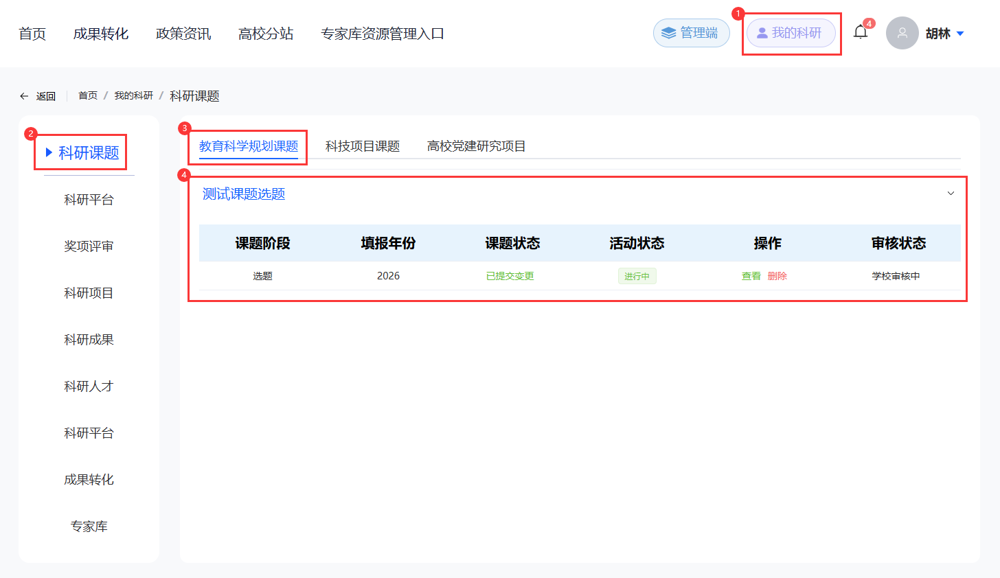 首页 成果转化 政策资讯 高校分站 专家库资源管理入口 管理端 1 我的科研 4 胡林
返回 首页 / 我的科研 / 科研课题
2 科研课题
科研平台
奖项评审
科研项目
科研成果
科研人才
科研平台
成果转化
专家库
3 教育科学规划课题 科技项目课题 高校党建研究项目
4 测试课题选题
课题阶段 填报年份 课题状态 活动状态 操作 审核状态
选题 2026 已提交变更 进行中 查看 删除 学校审核中